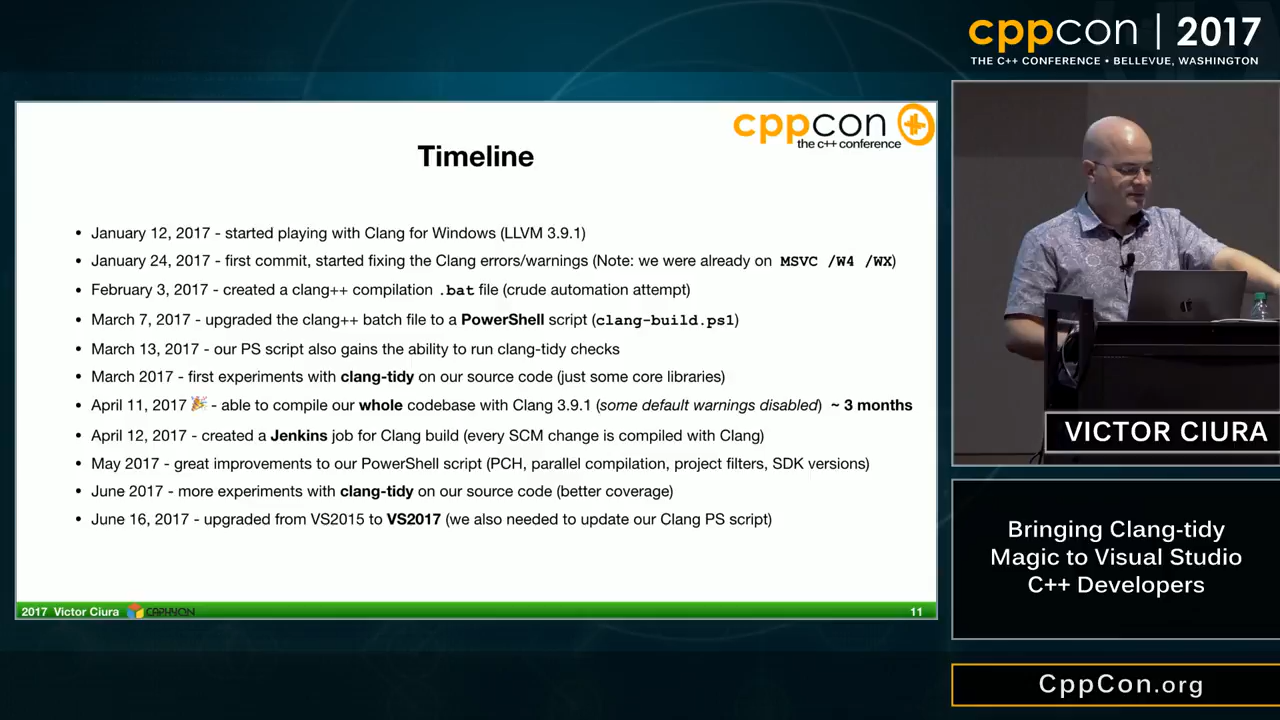 cppcon | 2017
THE C++ CONFERENCE • BELLEVUE, WASHINGTON
cppcon
the c++ conference
Timeline
• January 12, 2017 - started playing with Clang for Windows (LLVM 3.9.1)
• January 24, 2017 - first commit, started fixing the Clang errors/warnings (Note: we were already on MSVC /W4 /WX)
• February 3, 2017 - created a clang++ compilation .bat file (crude automation attempt)
• March 7, 2017 - upgraded the clang++ batch file to a PowerShell script (clang-build.ps1)
• March 13, 2017 - our PS script also gains the ability to run clang-tidy checks
• March 2017 - first experiments with clang-tidy on our source code (just some core libraries)
• April 11, 2017 🎉 - able to compile our whole codebase with Clang 3.9.1 (some default warnings disabled) ~ 3 months
• April 12, 2017 - created a Jenkins job for Clang build (every SCM change is compiled with Clang)
• May 2017 - great improvements to our PowerShell script (PCH, parallel compilation, project filters, SDK versions)
• June 2017 - more experiments with clang-tidy on our source code (better coverage)
• June 16, 2017 - upgraded from VS2015 to VS2017 (we also needed to update our Clang PS script)
2017 Victor Ciura CAPHYON 11
VICTOR CIURA
Bringing Clang-tidy
Magic to Visual Studio
C++ Developers
CppCon.org